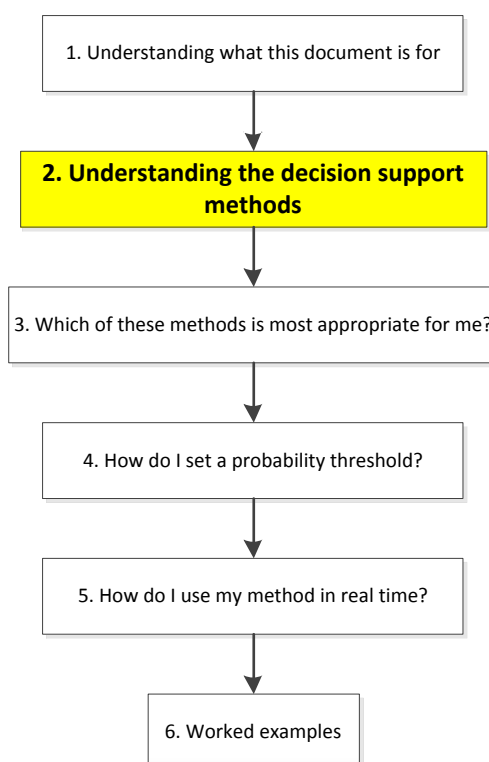 1. Understanding what this document is for
2. Understanding the decision support
methods
3. Which of these methods is most appropriate for me?
4. How do I set a probability threshold?
5. How do I use my method in real time?
6. Worked examples